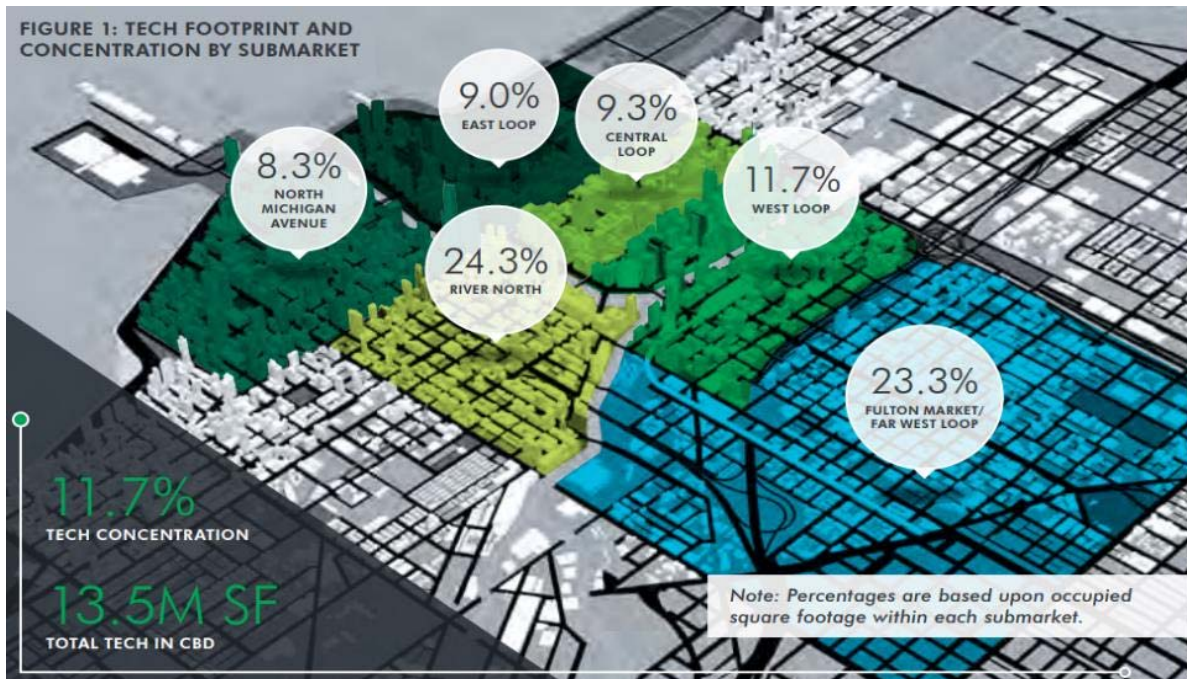 FIGURE 1: TECH FOOTPRINT AND
CONCENTRATION BY SUBMARKET
9.0%
EAST LOOP
9.3%
CENTRAL
LOOP
8.3%
NORTH
MICHIGAN
AVENUE
11.7%
WEST LOOP
24.3%
RIVER NORTH
23.3%
FULTON MARKET/
FAR WEST LOOP
11.7%
TECH CONCENTRATION
13.5M SF
TOTAL TECH IN CBD
Note: Percentages are based upon occupied
square footage within each submarket.